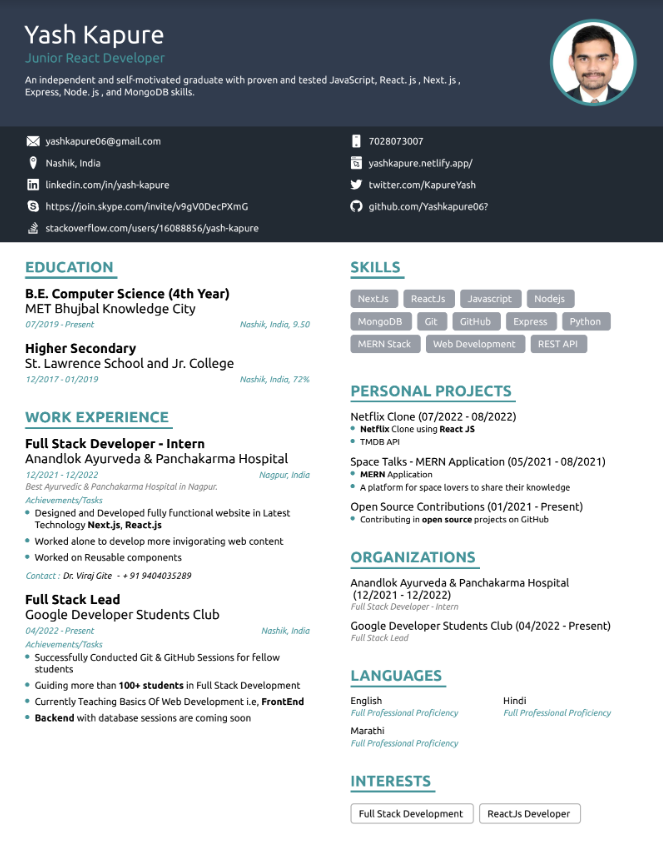 Yash Kapure
Junior React Developer
An independent and self-motivated graduate with proven and tested JavaScript, React. js , Next. js ,
Express, Node. js , and MongoDB skills.
yashkapure06@gmail.com
7028073007
Nashik, India
yashkapure.netlify.app/
linkedin.com/in/yash-kapure
twitter.com/KapureYash
https://join.skype.com/invite/v9gV0DecPXmG
github.com/Yashkapure06?
stackoverflow.com/users/16088856/yash-kapure
EDUCATION
B.E. Computer Science (4th Year)
MET Bhujbal Knowledge City
07/2019 - Present
Nashik, India, 9.50
Higher Secondary
St. Lawrence School and Jr. College
12/2017 - 01/2019
Nashik, India, 72%
WORK EXPERIENCE
Full Stack Developer - Intern
Anandlok Ayurveda & Panchakarma Hospital
12/2021 - 12/2022
Nagpur, India
Best Ayurvedic & Panchakarma Hospital in Nagpur.
Achievements/Tasks
Designed and Developed fully functional website in Latest
Technology Next.js, React.js
Worked alone to develop more invigorating web content
Worked on Reusable components
Contact : Dr. Viraj Gite - + 91 9404035289
Full Stack Lead
Google Developer Students Club
04/2022 - Present
Nashik, India
Achievements/Tasks
Successfully Conducted Git & GitHub Sessions for fellow
students
Guiding more than 100+ students in Full Stack Development
Currently Teaching Basics Of Web Development i.e, FrontEnd
Backend with database sessions are coming soon
SKILLS
NextJs ReactJs Javascript Nodejs
MongoDB Git GitHub Express Python
MERN Stack Web Development REST API
PERSONAL PROJECTS
Netflix Clone (07/2022 - 08/2022)
Netflix Clone using React JS
TMDB API
Space Talks - MERN Application (05/2021 - 08/2021)
MERN Application
A platform for space lovers to share their knowledge
Open Source Contributions (01/2021 - Present)
Contributing in open source projects on GitHub
ORGANIZATIONS
Anandlok Ayurveda & Panchakarma Hospital
(12/2021 - 12/2022)
Full Stack Developer - Intern
Google Developer Students Club (04/2022 - Present)
Full Stack Lead
LANGUAGES
English
Full Professional Proficiency
Hindi
Full Professional Proficiency
Marathi
Full Professional Proficiency
INTERESTS
Full Stack Development ReactJs Developer